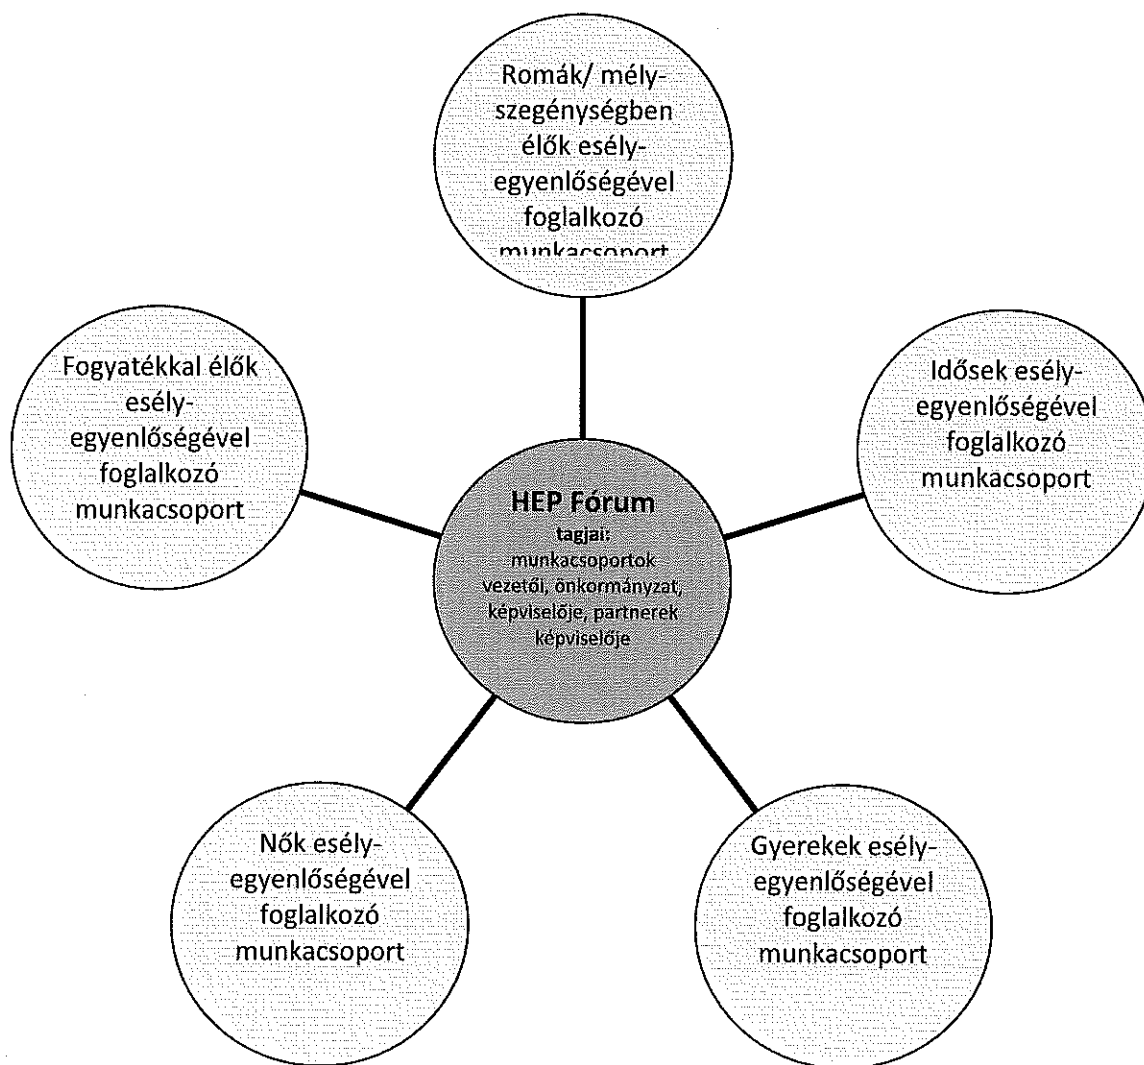 Romák/ mély-
szegénységben
élők esély-
egyenlőségével
foglalkozó
munkacsoport
Fogyatékkal élők
esély-
egyenlőségével
foglalkozó
munkacsoport
Idősek esély-
egyenlőségével
foglalkozó
munkacsoport
HEP Fórum
tagjai:
munkacsoportok
vezetői, önkormányzat,
képviselője, partnerek
képviselője
Nők esély-
egyenlőségével
foglalkozó
munkacsoport
Gyerekek esély-
egyenlőségével
foglalkozó
munkacsoport